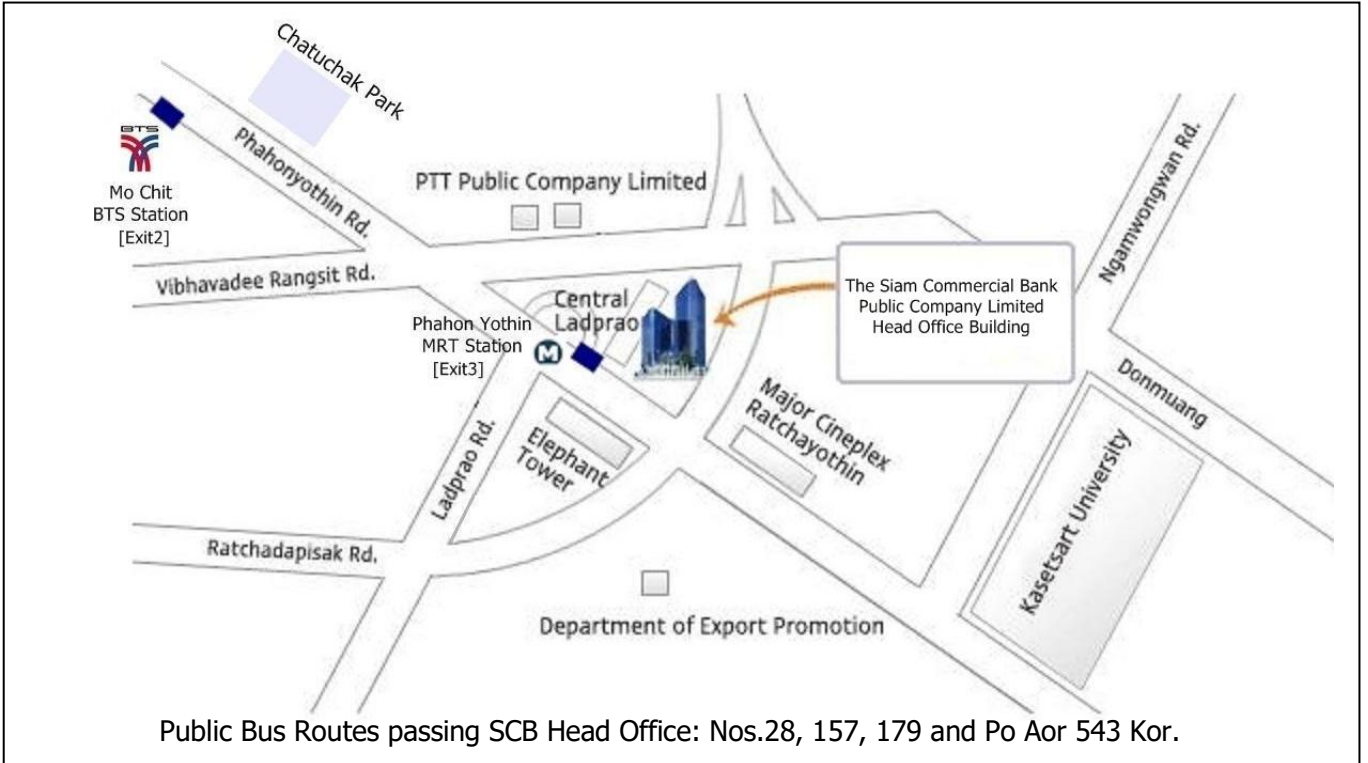 Chatuchak Park
BTS
Mo Chit
BTS Station
[Exit2]
Phahonyothin Rd.
PTT Public Company Limited
Ngamwongwan Rd.
Vibhavadee Rangsit Rd.
Central
Ladprao
The Siam Commercial Bank
Public Company Limited
Head Office Building
Phahon Yothin
MRT Station
[Exit3]
M
Donmuang
Major Cineplex
Ratchayothin
Ladprao Rd.
Elephant
Tower
Kasetsart University
Ratchadapisak Rd.
Department of Export Promotion
Public Bus Routes passing SCB Head Office: Nos.28, 157, 179 and Po Aor 543 Kor.